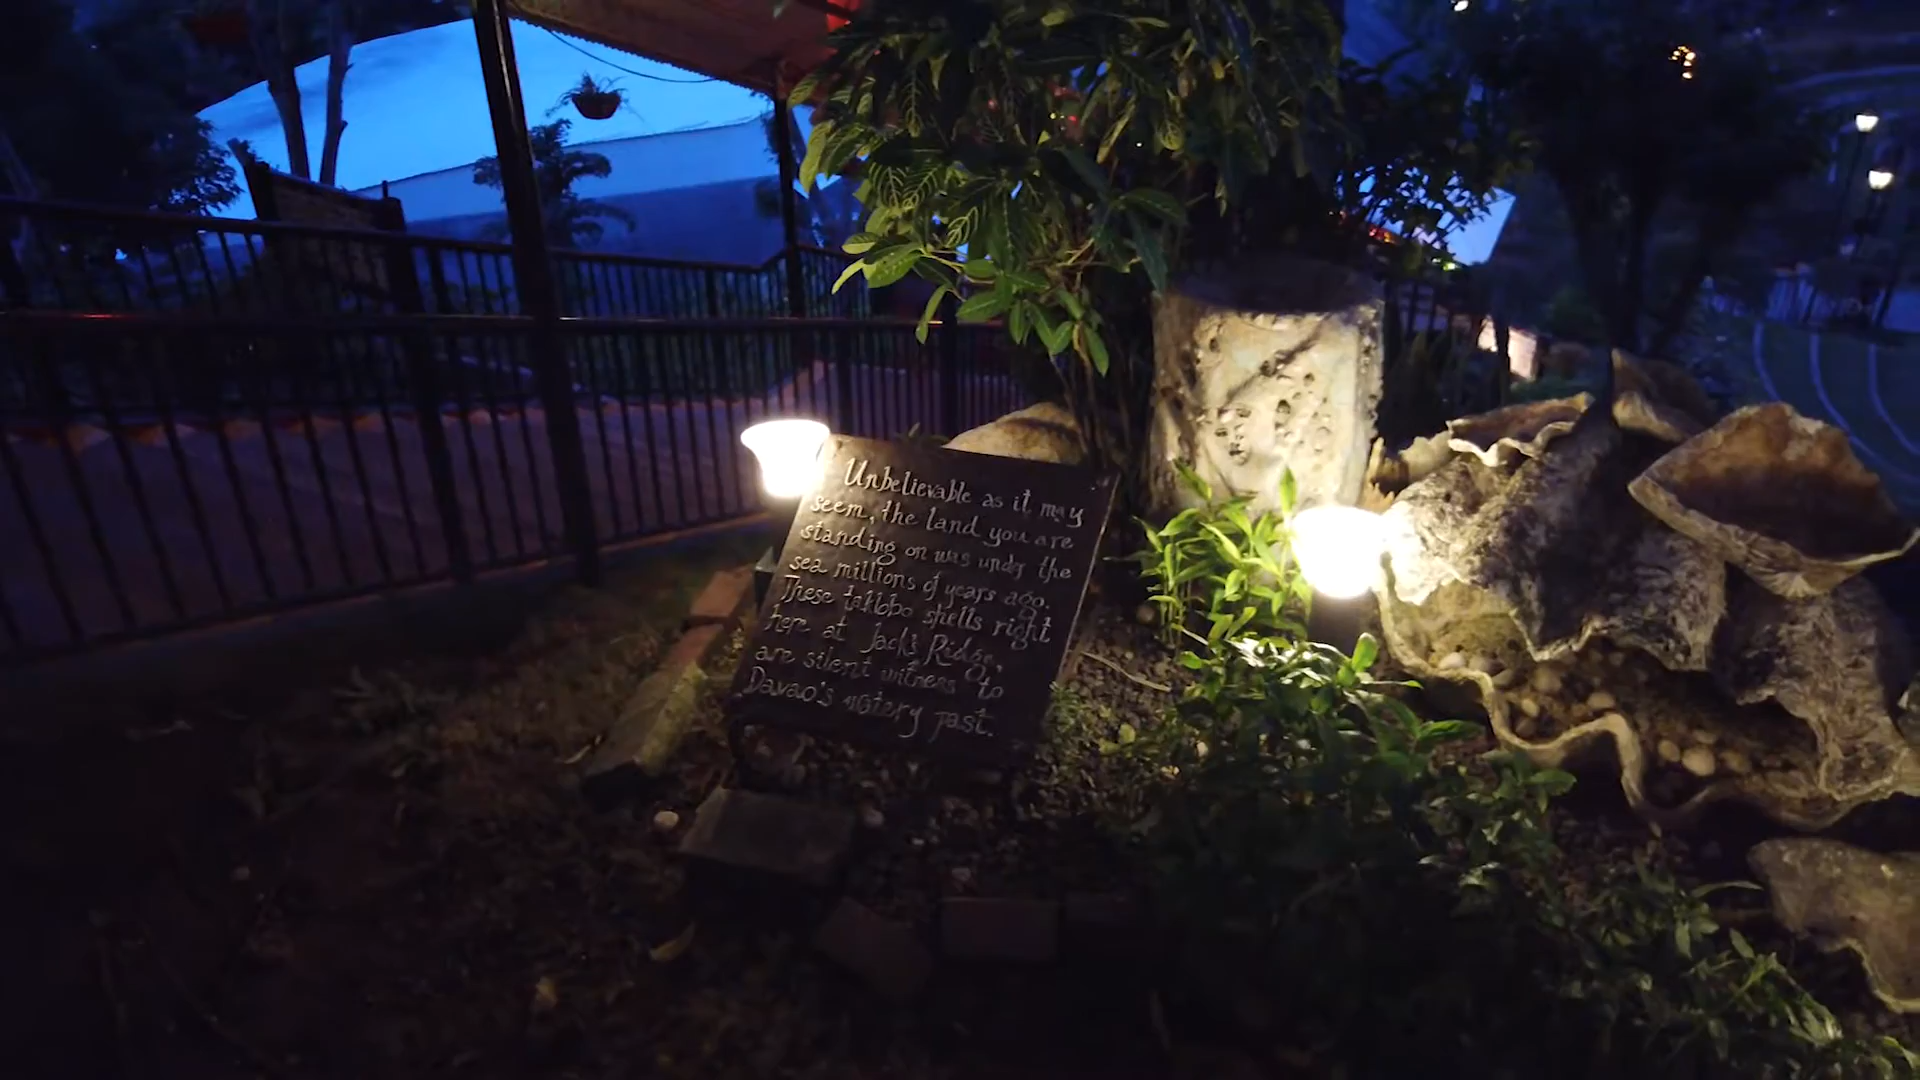 Unbelievable as it may
seem, the land you are
standing on was under the
sea millions of years ago.
These taklobo shells right
here at Jack's Ridge,
are silent witness to
Davao's watery past.